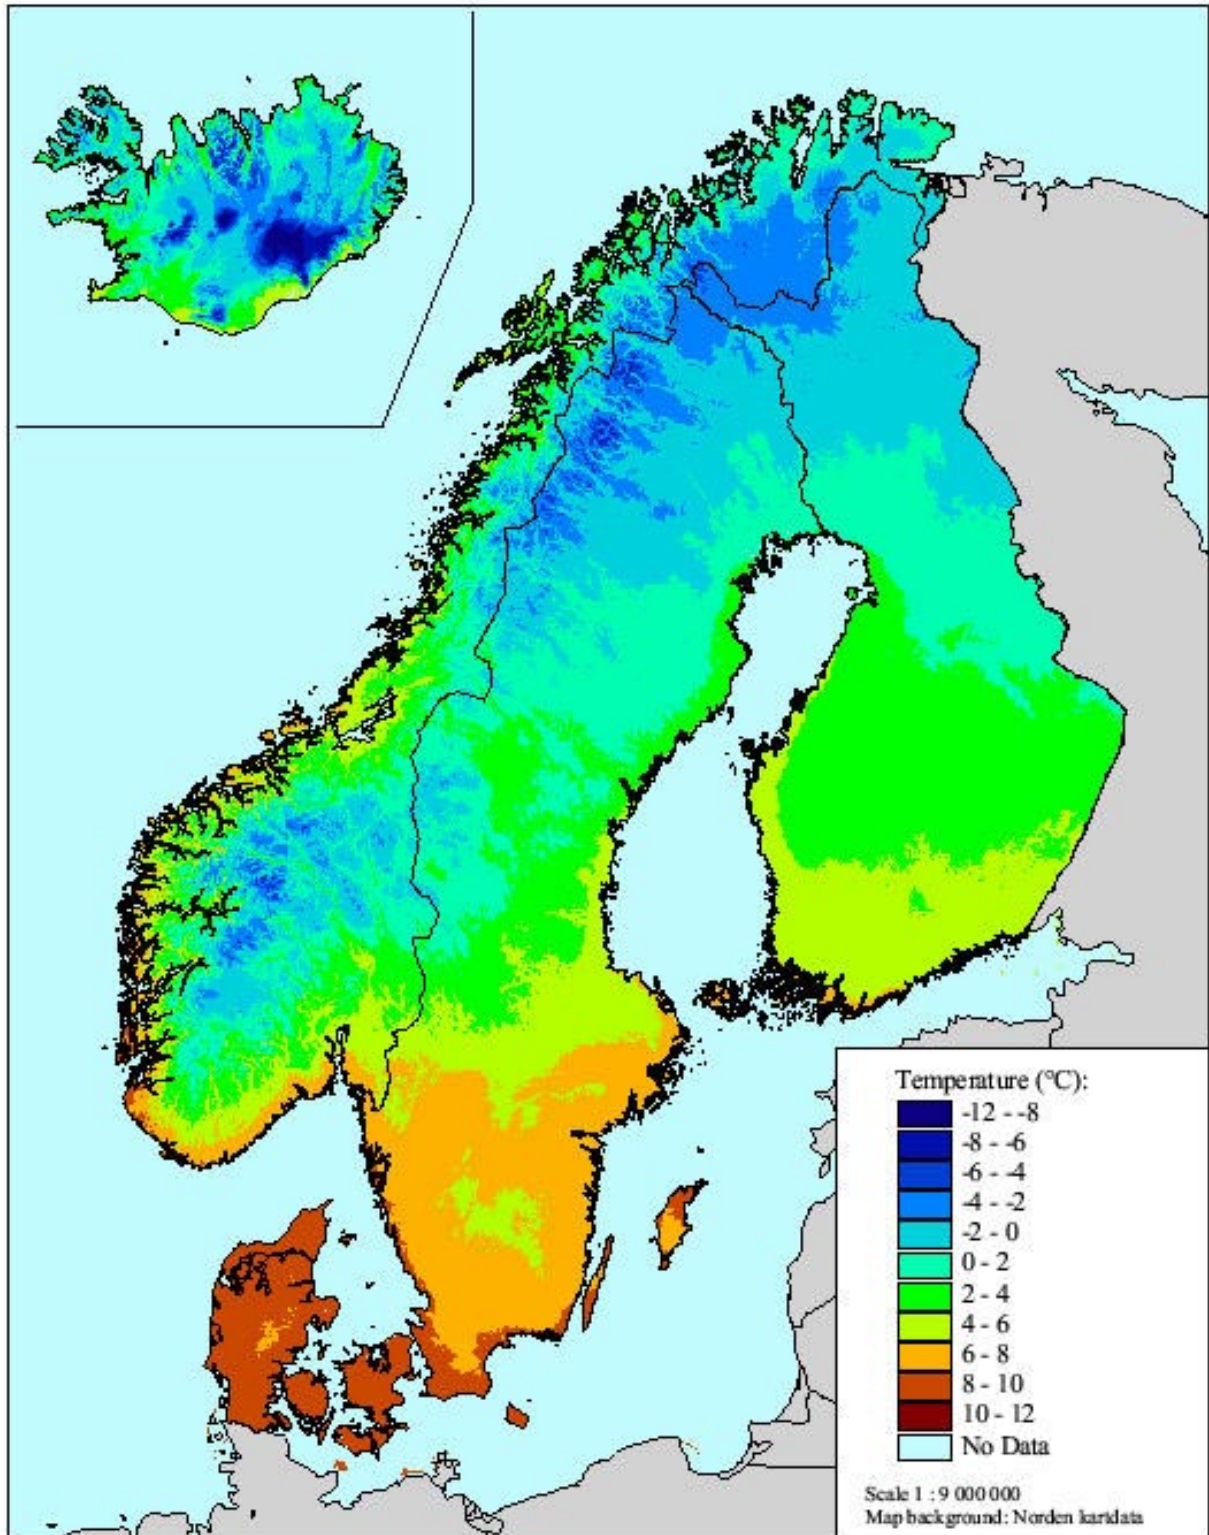 Temperature (°C):
-12 - -8
-8 - -6
-6 - -4
-4 - -2
-2 - 0
0 - 2
2 - 4
4 - 6
6 - 8
8 - 10
10 - 12
No Data
Scale 1 : 9 000 000
Map background: Norden kartdata